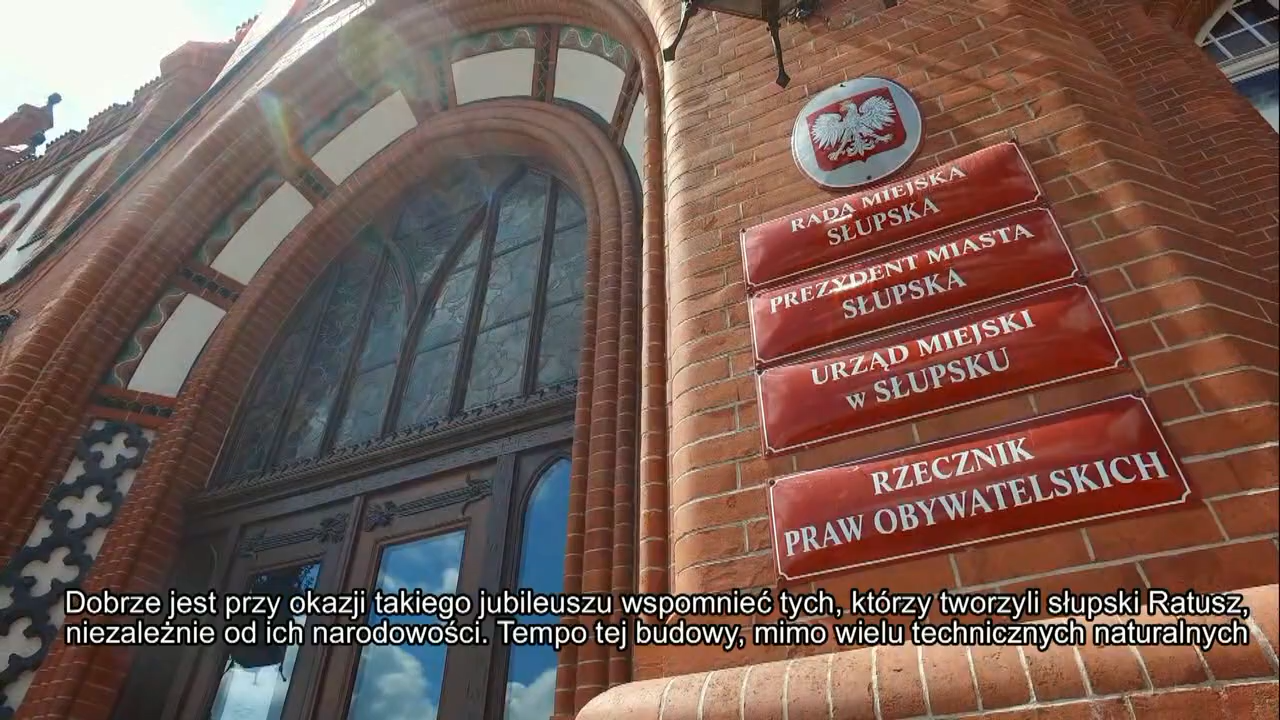 RADA MIEJSKA
SŁUPSKA
PREZYDENT MIASTA
SŁUPSKA
URZĄD MIEJSKI
w SŁUPSKU
RZECZNIK
PRAW OBYWATELSKICH
Dobrze jest przy okazji takiego jubileuszu wspomnieć tych, którzy tworzyli słupski Ratusz,
niezależnie od ich narodowości. Tempo tej budowy, mimo wielu technicznych naturalnych